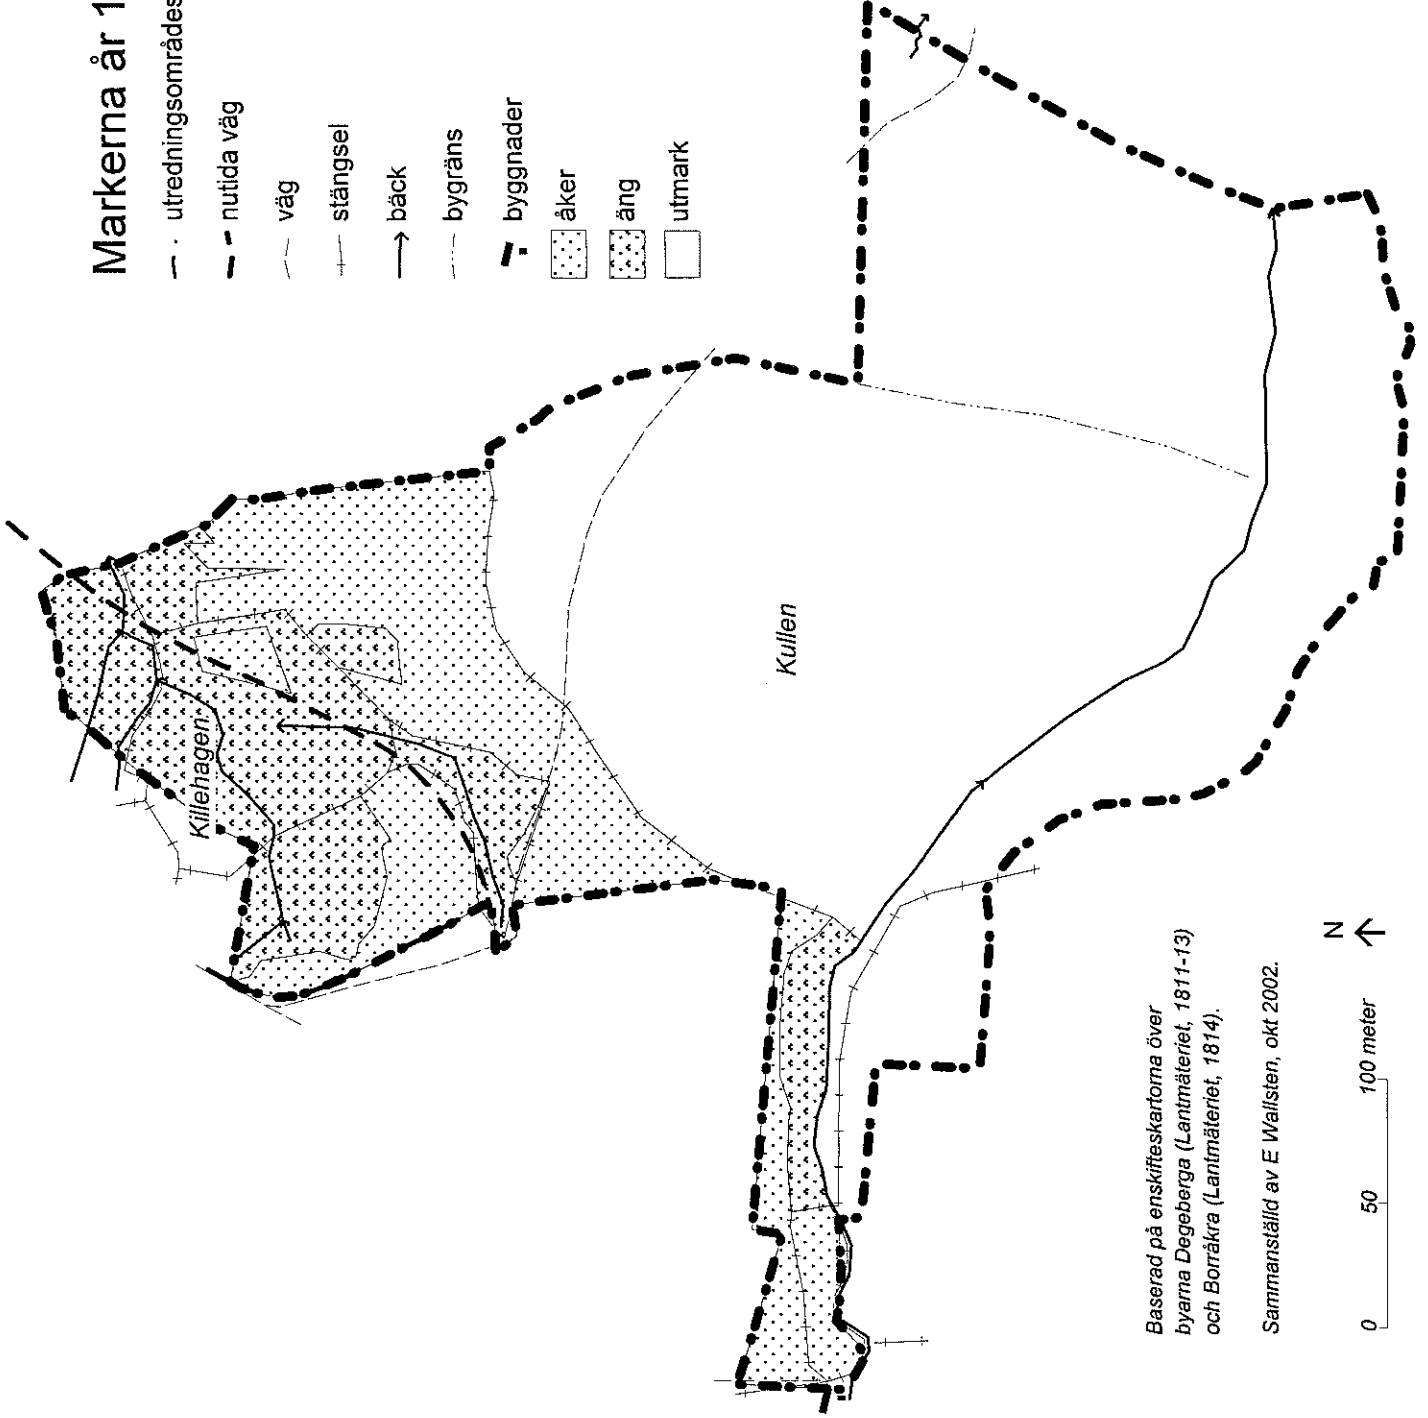 Markerna år 1
utredningsområdes
nutida väg
väg
stängsel
bäck
bygräns
byggnader
åker
äng
utmark
Killehagen
Kullen
Baserad på enskifteskartorna över
byarna Degeberga (Lantmäteriet, 1811-13)
och Borråkra (Lantmäteriet, 1814).
Sammanställd av E Wallsten, okt 2002.
N
0 50 100 meter